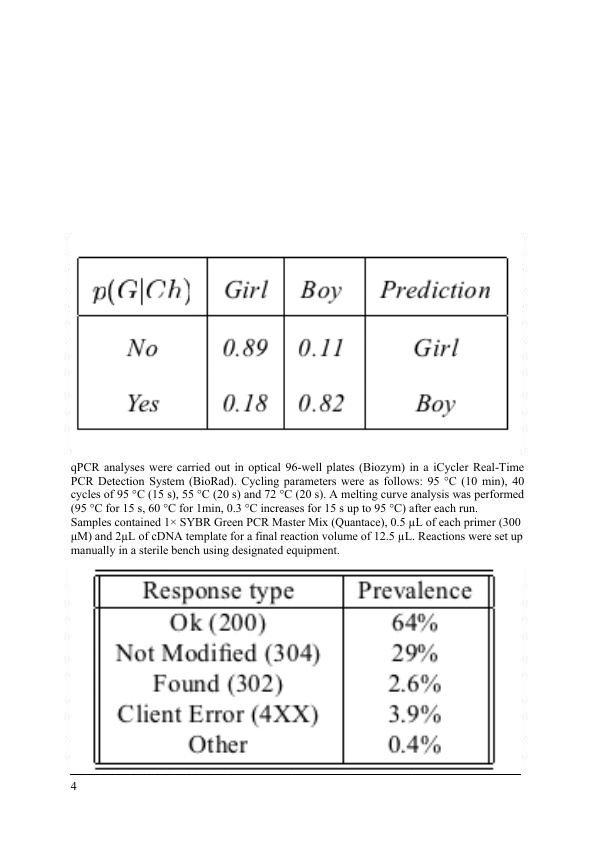 p(G|Ch) Girl Boy Prediction
No 0.89 0.11 Girl
Yes 0.18 0.82 Boy
qPCR analyses were carried out in optical 96-well plates (Biozym) in a iCycler Real-Time
PCR Detection System (BioRad). Cycling parameters were as follows: 95 °C (10 min), 40
cycles of 95 °C (15 s), 55 °C (20 s) and 72 °C (20 s). A melting curve analysis was performed
(95 °C for 15 s, 60 °C for 1min, 0.3 °C increases for 15 s up to 95 °C) after each run.
Samples contained 1× SYBR Green PCR Master Mix (Quantace), 0.5 µL of each primer (300
µM) and 2µL of cDNA template for a final reaction volume of 12.5 µL. Reactions were set up
manually in a sterile bench using designated equipment.
Response type Prevalence
Ok (200) 64%
Not Modified (304) 29%
Found (302) 2.6%
Client Error (4XX) 3.9%
Other 0.4%
4